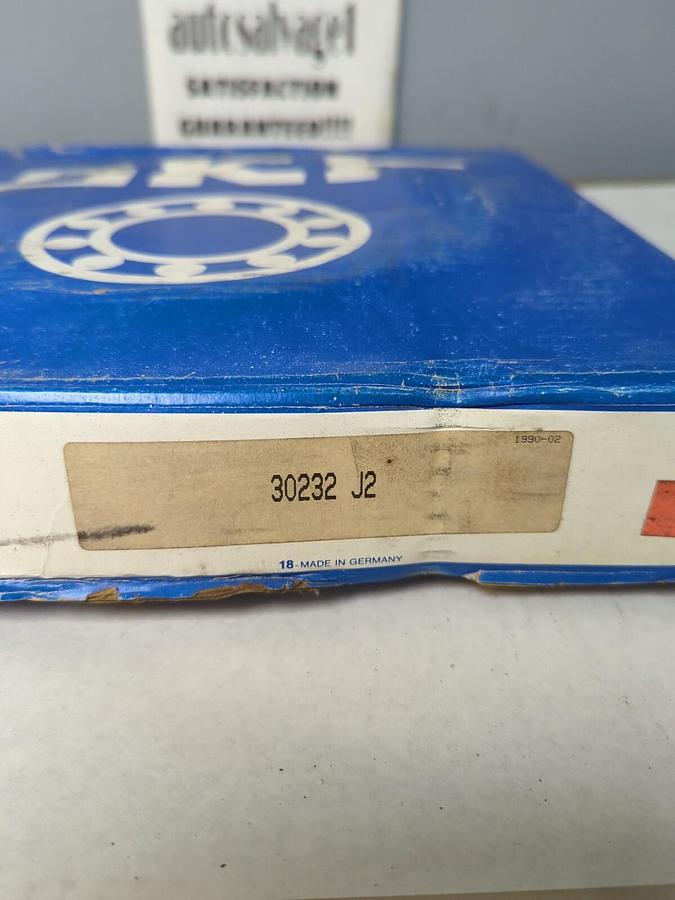 autosalvage1
SATISFACTION
GUARANTEED!!!
SKF
1990-02
30232 J2
18-MADE IN GERMANY